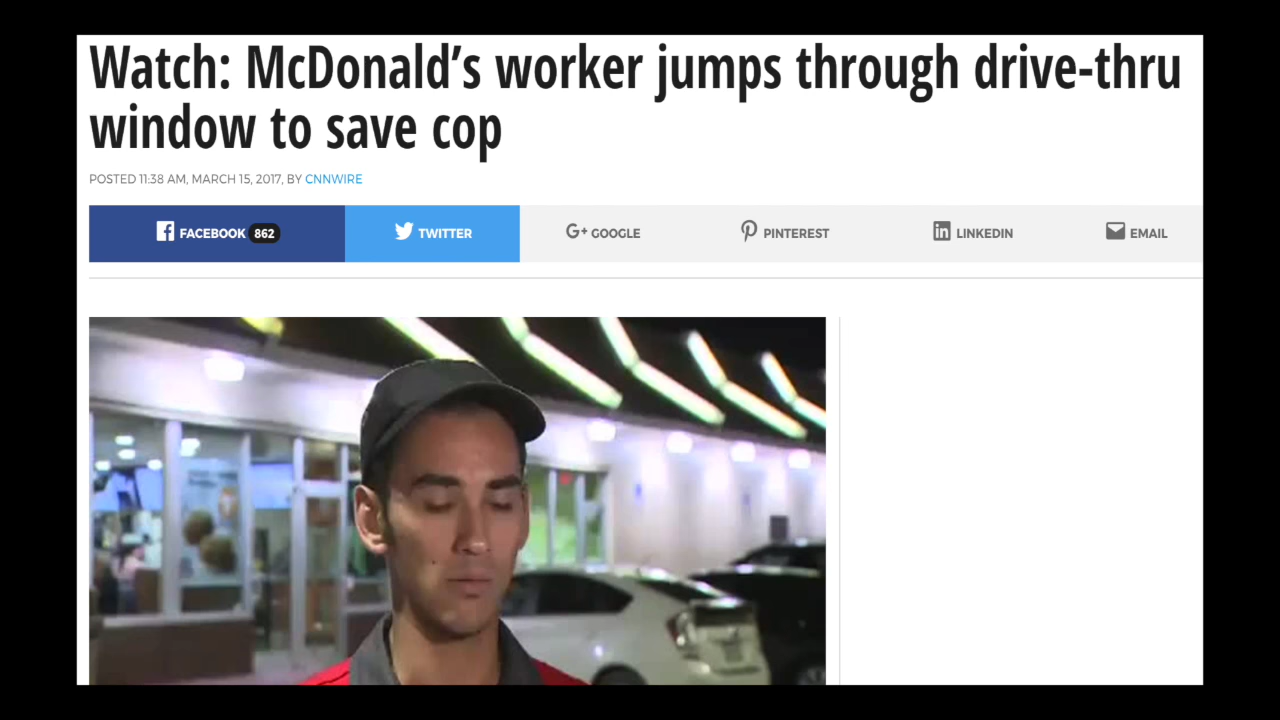 Watch: McDonald’s worker jumps through drive-thru
window to save cop
POSTED 11:38 AM, MARCH 15, 2017, BY CNNWIRE
FACEBOOK 862 TWITTER G+ GOOGLE PINTEREST LINKEDIN EMAIL